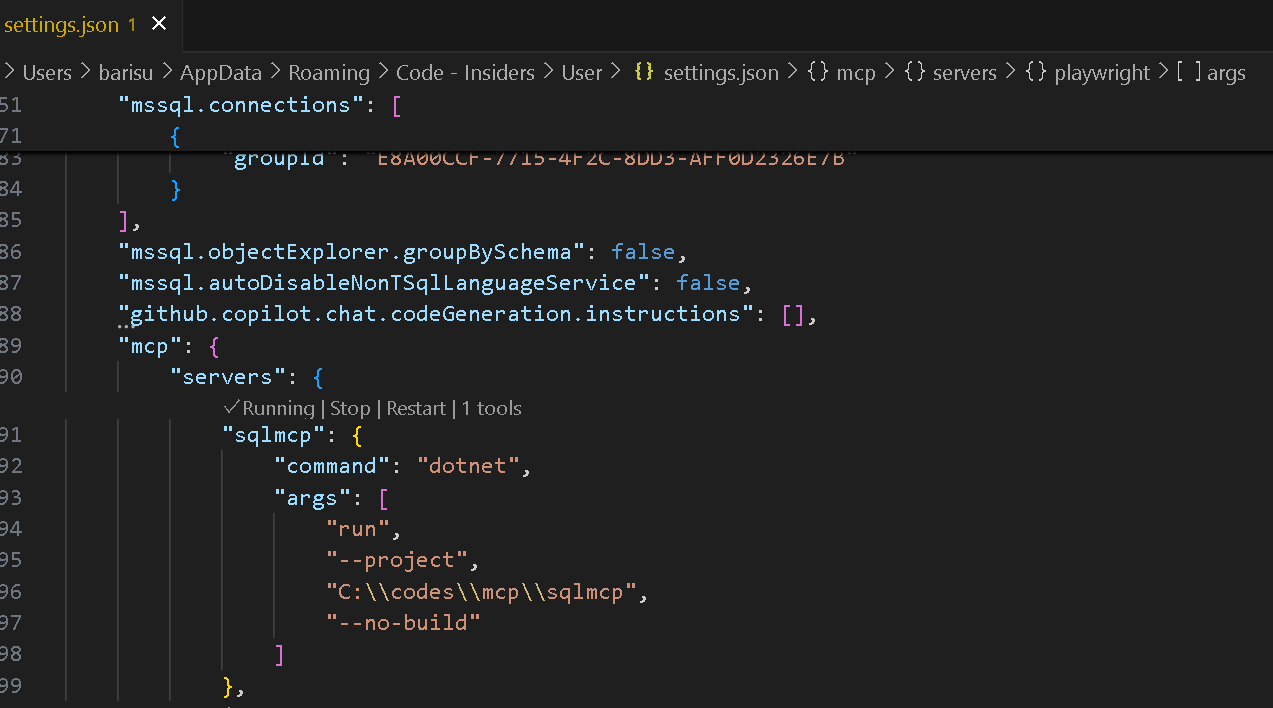 settings.json 1 ×
> Users > barisu > AppData > Roaming > Code - Insiders > User > {} settings.json > {} mcp > {} servers > {} playwright > [ ] args
51 "mssql.connections": [
71 {
83 "groupId": "E8A00CCF-7715-4F2C-8DD3-AFF0D2326E7B"
84 }
85 ],
86 "mssql.objectExplorer.groupBySchema": false,
87 "mssql.autoDisableNonTSqlLanguageService": false,
88 "github.copilot.chat.codeGeneration.instructions": [],
89 "mcp": {
90 "servers": {
✓Running | Stop | Restart | 1 tools
91 "sqlmcp": {
92 "command": "dotnet",
93 "args": [
94 "run",
95 "--project",
96 "C:\\codes\\mcp\\sqlmcp",
97 "--no-build"
98 ]
99 },